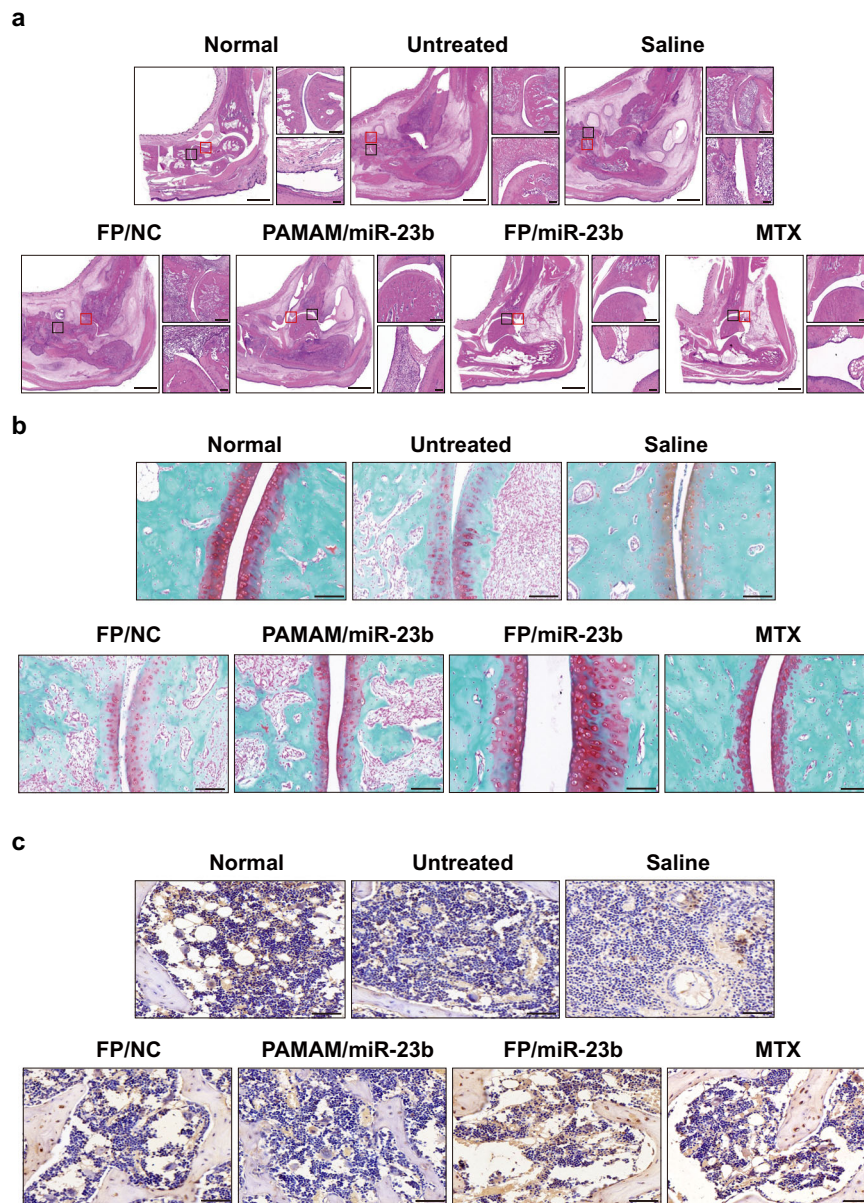 a
Normal Untreated Saline
FP/NC PAMAM/miR-23b FP/miR-23b MTX
b
Normal Untreated Saline
FP/NC PAMAM/miR-23b FP/miR-23b MTX
c
Normal Untreated Saline
FP/NC PAMAM/miR-23b FP/miR-23b MTX